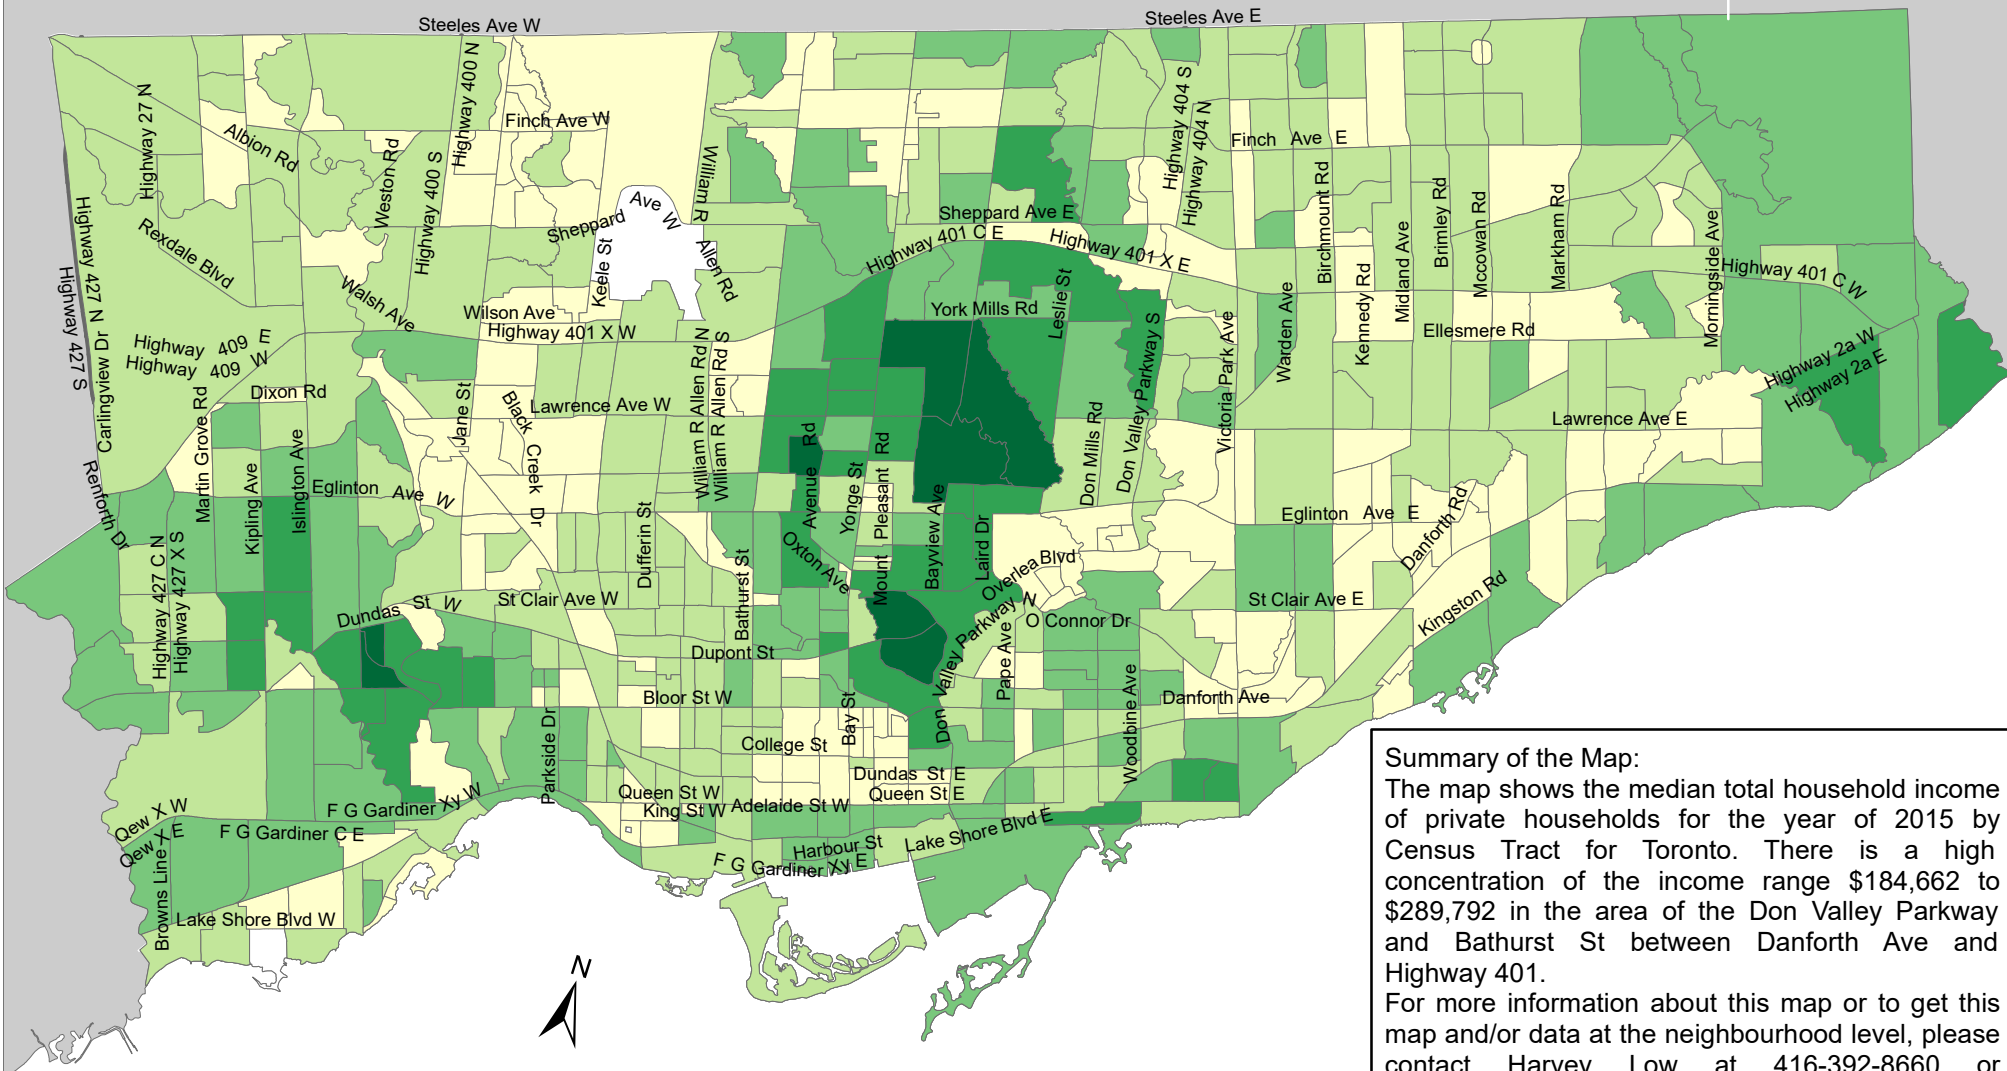 Steeles Ave W
Steeles Ave E
Highway 27 N
Albion Rd
Weston Rd
Highway 400 N
Highway 400 S
Finch Ave W
William R
Allen Rd
Sheppard Ave W
Keele St
Highway 404 S
Highway 404 N
Finch Ave E
Sheppard Ave E
Highway 401 C E
Highway 401 X E
Birchmount Rd
Midland Ave
Brimley Rd
Mccowan Rd
Markham Rd
Morningside Ave
Highway 401 C W
Highway 427 N
Highway 427 S
Rexdale Blvd
Walsh Ave
Wilson Ave
Highway 401 X W
York Mills Rd
Leslie St
Warden Ave
Kennedy Rd
Ellesmere Rd
Highway 2a W
Highway 2a E
Highway 409 E
Highway 409 W
Carlingview Dr
Martin Grove Rd
Dixon Rd
Jane St
Black Creek Dr
Lawrence Ave W
William R Allen Rd N
William R Allen Rd S
Don Valley Parkway S
Victoria Park Ave
Don Mills Rd
Lawrence Ave E
Renforth Dr
Kipling Ave
Islington Ave
Eglinton Ave W
Avenue Rd
Yonge St
Mount Pleasant Rd
Bayview Ave
Laird Dr
Eglinton Ave E
Danforth Rd
Highway 427 C N
Highway 427 X S
Dufferin St
Bathurst St
Oxton Ave
Overlea Blvd
Dundas St W
St Clair Ave W
St Clair Ave E
Kingston Rd
Don Valley Parkway N
O Connor Dr
Pape Ave
Dupont St
Bloor St W
Bay St
Danforth Ave
Woodbine Ave
Parkside Dr
College St
Dundas St E
Queen St E
Queen St W
King St W
Adelaide St W
Qew X W
Qew X E
F G Gardiner Xy W
F G Gardiner C E
Harbour St
Lake Shore Blvd E
F G Gardiner Xy E
Browns Line
Lake Shore Blvd W
N
Summary of the Map:
The map shows the median total household income
of private households for the year of 2015 by
Census Tract for Toronto. There is a high
concentration of the income range $184,662 to
$289,792 in the area of the Don Valley Parkway
and Bathurst St between Danforth Ave and
Highway 401.
For more information about this map or to get this
map and/or data at the neighbourhood level, please
contact Harvey Low at 416-392-8660 or